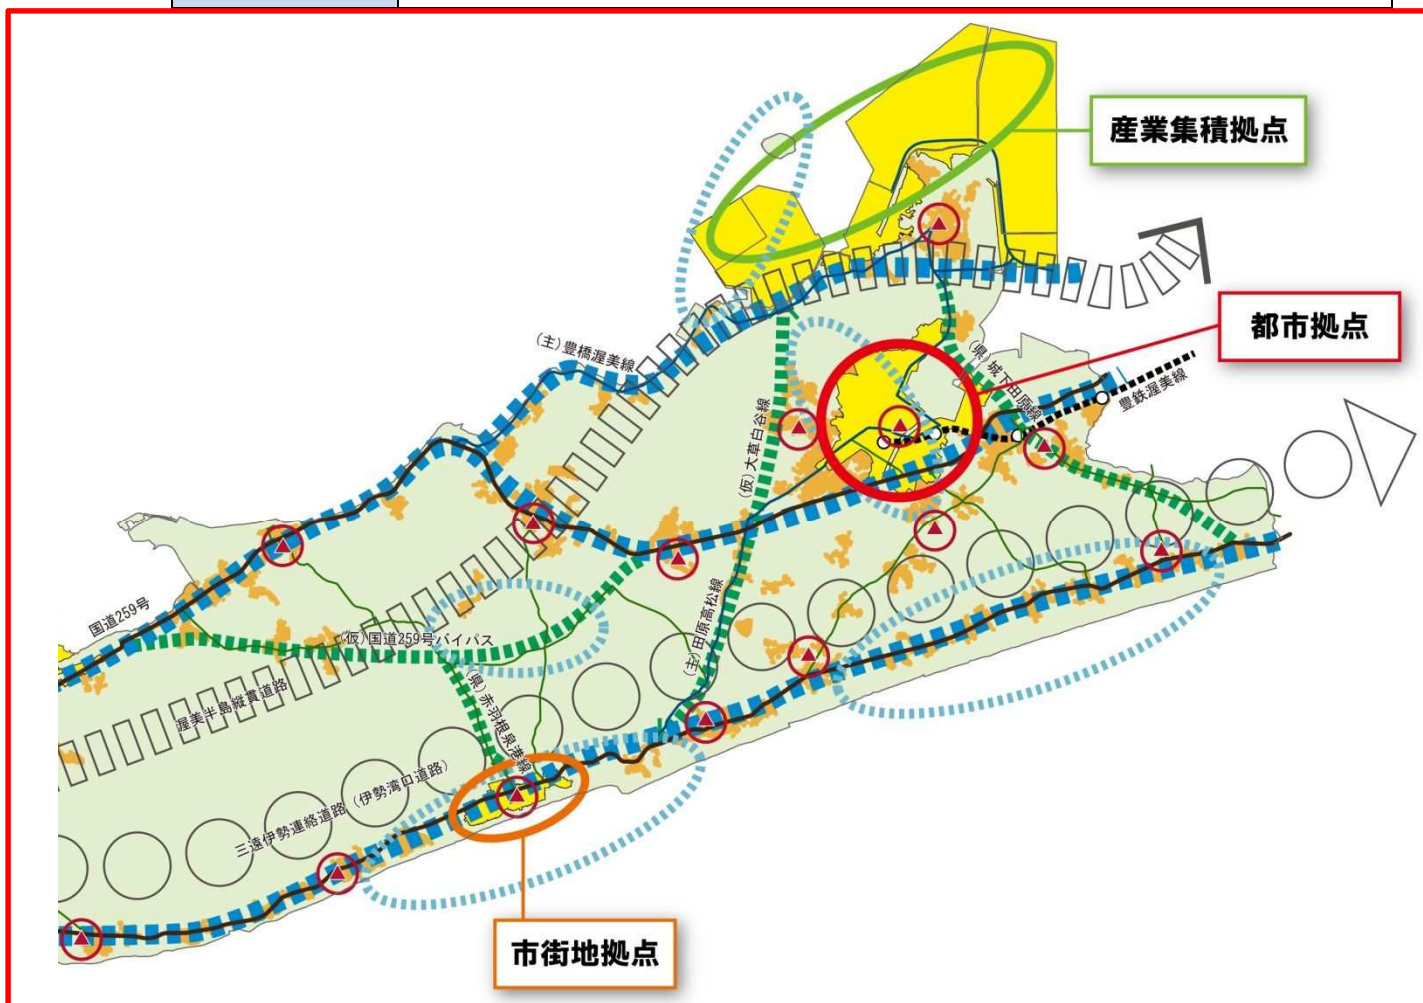 産業集積拠点
都市拠点
(主)豊橋渥美線
(県)城下田原線
豊鉄渥美線
(仮)大草白谷線
国道259号
(仮)国道259号バイパス
(主)田原高松線
渥美半島縦貫道路
(県)赤羽根泉港線
三遠伊勢連絡道路(伊勢湾口道路)
市街地拠点